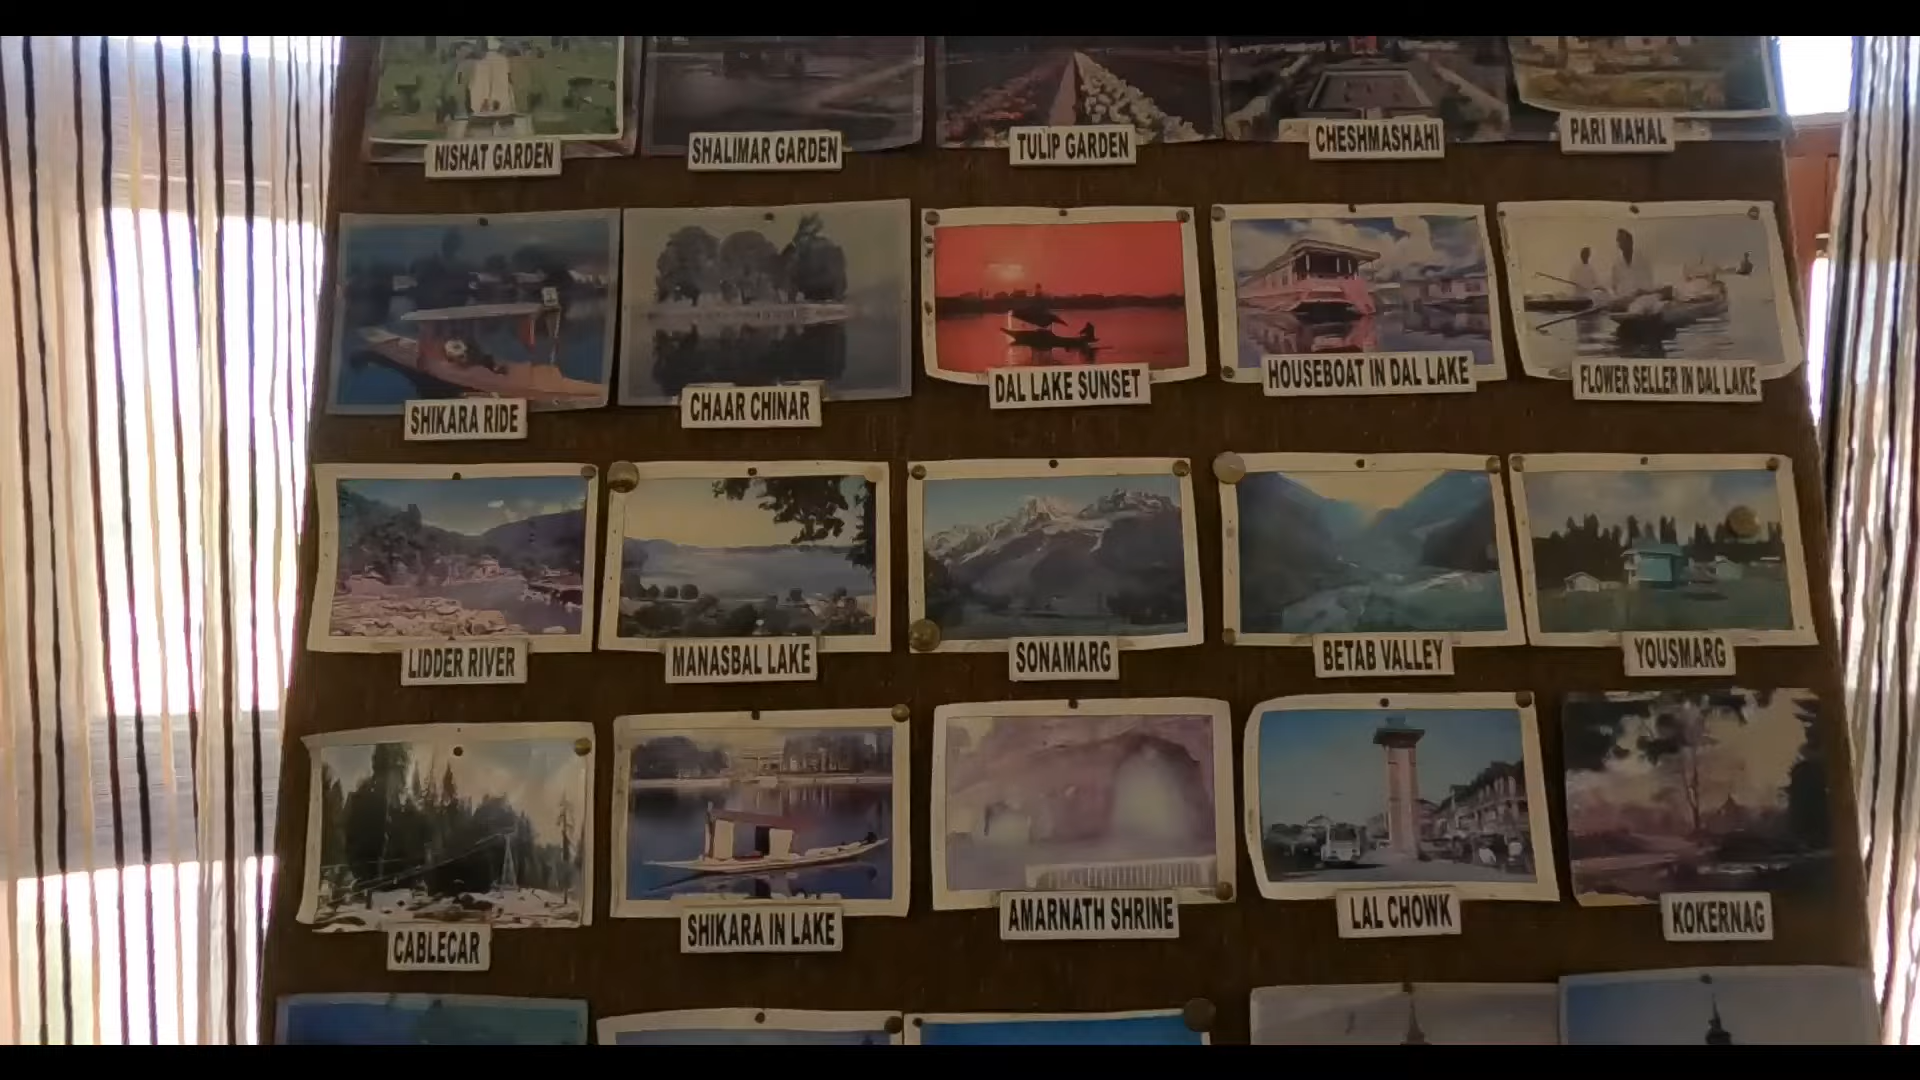 NISHAT GARDEN
SHALIMAR GARDEN
TULIP GARDEN
CHESHMASHAHI
PARI MAHAL
SHIKARA RIDE
CHAAR CHINAR
DAL LAKE SUNSET
HOUSEBOAT IN DAL LAKE
FLOWER SELLER IN DAL LAKE
LIDDER RIVER
MANASBAL LAKE
SONAMARG
BETAB VALLEY
YOUSMARG
CABLECAR
SHIKARA IN LAKE
AMARNATH SHRINE
LAL CHOWK
KOKERNAG